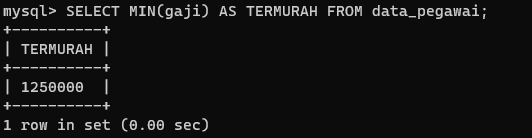 mysql> SELECT MIN(gaji) AS TERMURAH FROM data_pegawai;
+----------+
| TERMURAH |
+----------+
| 1250000  |
+----------+
1 row in set (0.00 sec)